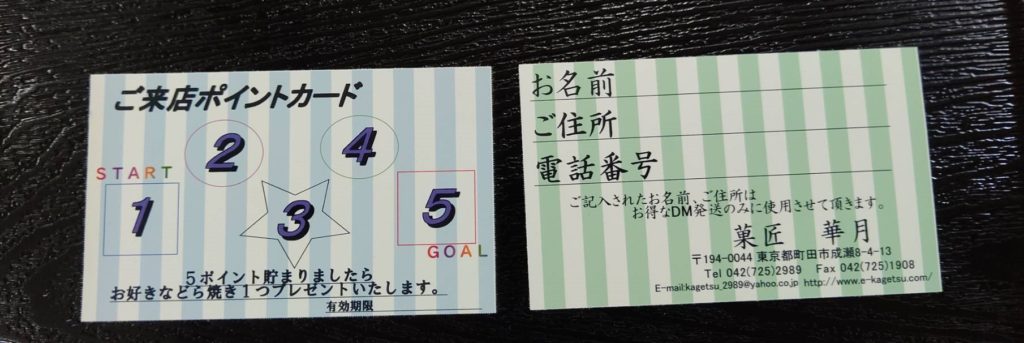 ご来店ポイントカード
START
1
2
3
4
5
GOAL
5ポイント貯まりましたら
お好きなどら焼き1つプレゼントいたします。
有効期限
お名前
ご住所
電話番号
ご記入されたお名前、ご住所は
お得なDM発送のみに使用させて頂きます。
菓匠 華月
〒194-0044 東京都町田市成瀬8-4-13
Tel 042(725)2989 Fax 042(725)1908
E-mail:kagetsu_2989@yahoo.co.jp http://www.e-kagetsu.com/